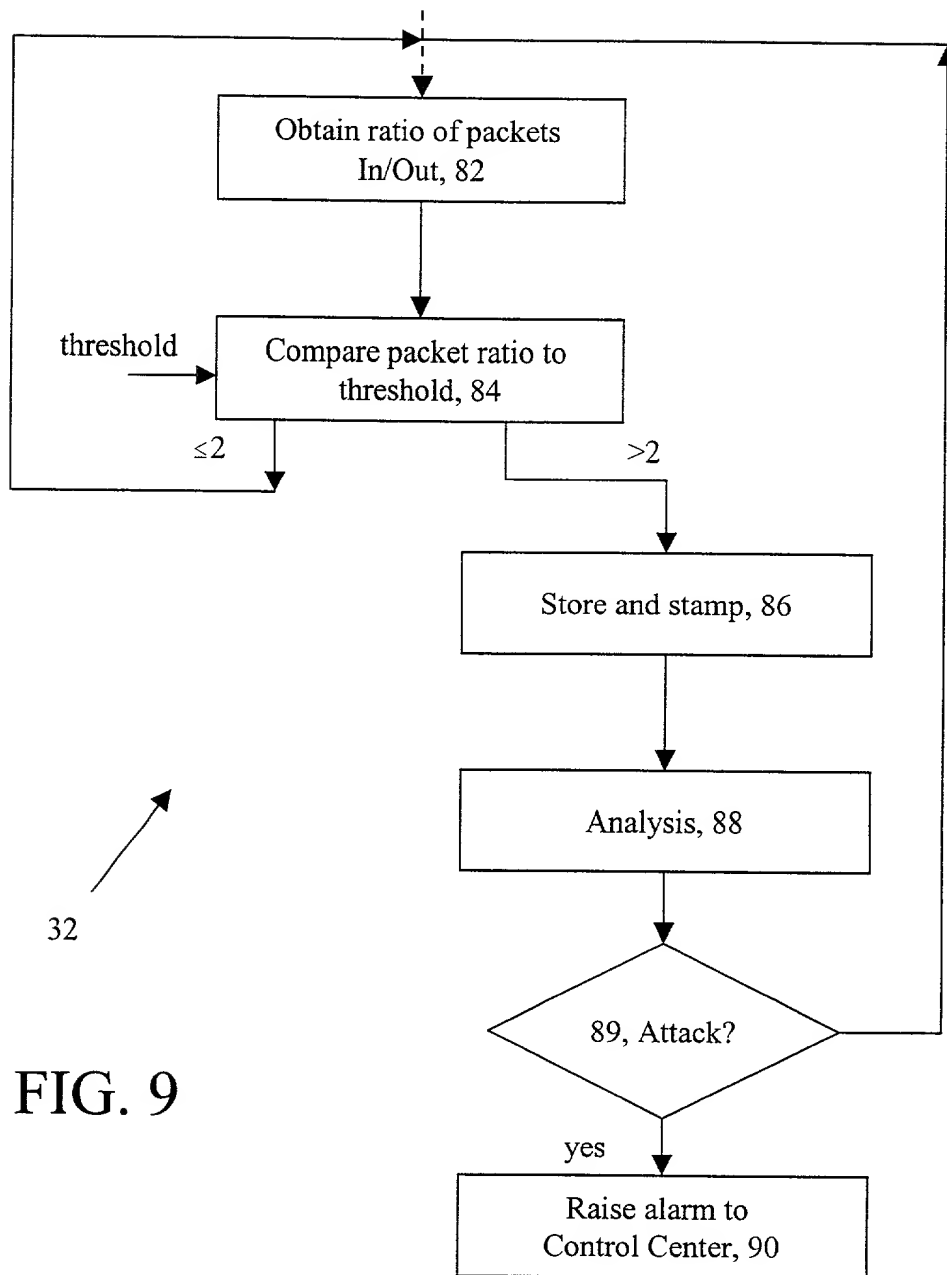 Obtain ratio of packets
In/Out, 82
threshold
Compare packet ratio to
threshold, 84
≤2
>2
Store and stamp, 86
Analysis, 88
32
89, Attack?
FIG. 9
yes
Raise alarm to
Control Center, 90